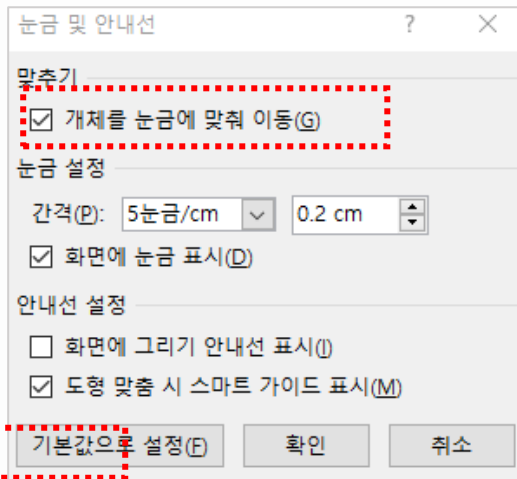 눈금 및 안내선 ? ×
맞추기
개체를 눈금에 맞춰 이동(G)
눈금 설정
간격(P): 5눈금/cm 0.2 cm
화면에 눈금 표시(D)
안내선 설정
화면에 그리기 안내선 표시(I)
도형 맞춤 시 스마트 가이드 표시(M)
기본값으로 설정(F) 확인 취소